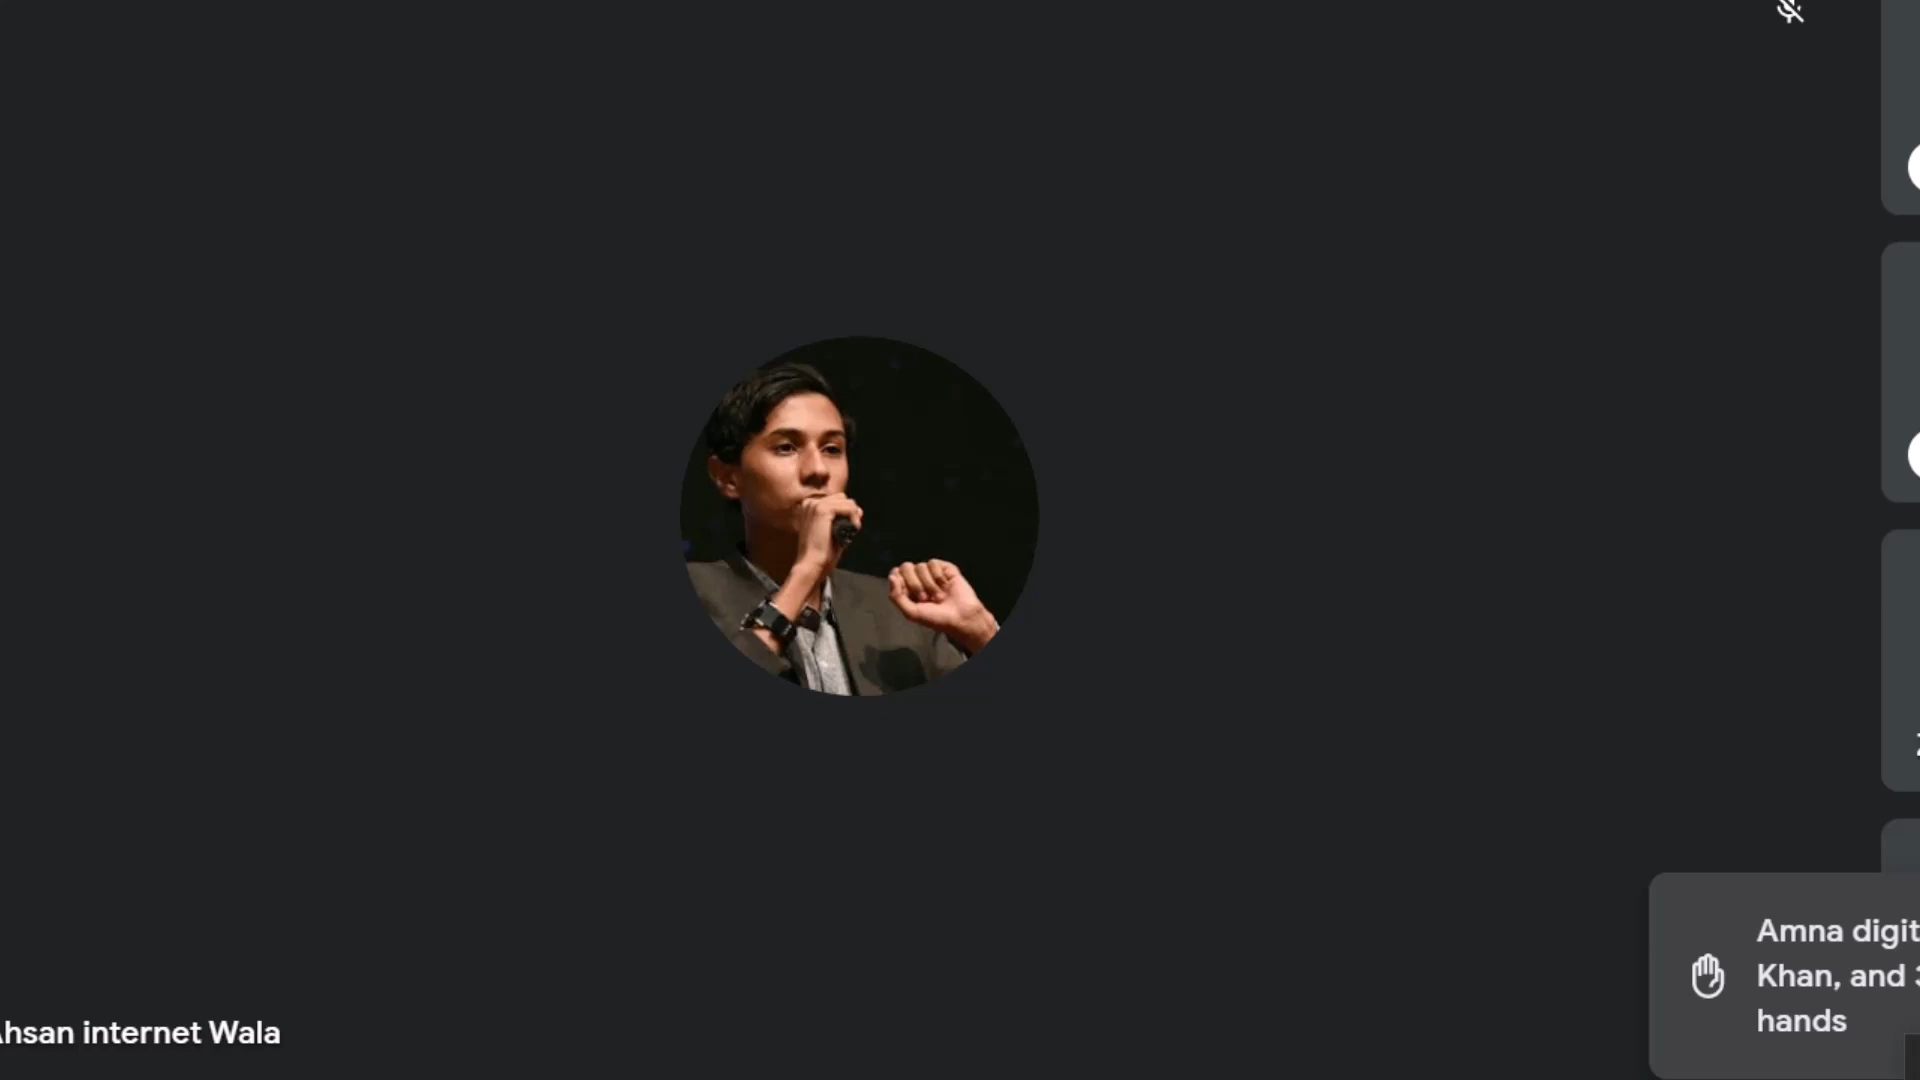 hsan internet Wala
Amna digit
Khan, and
hands